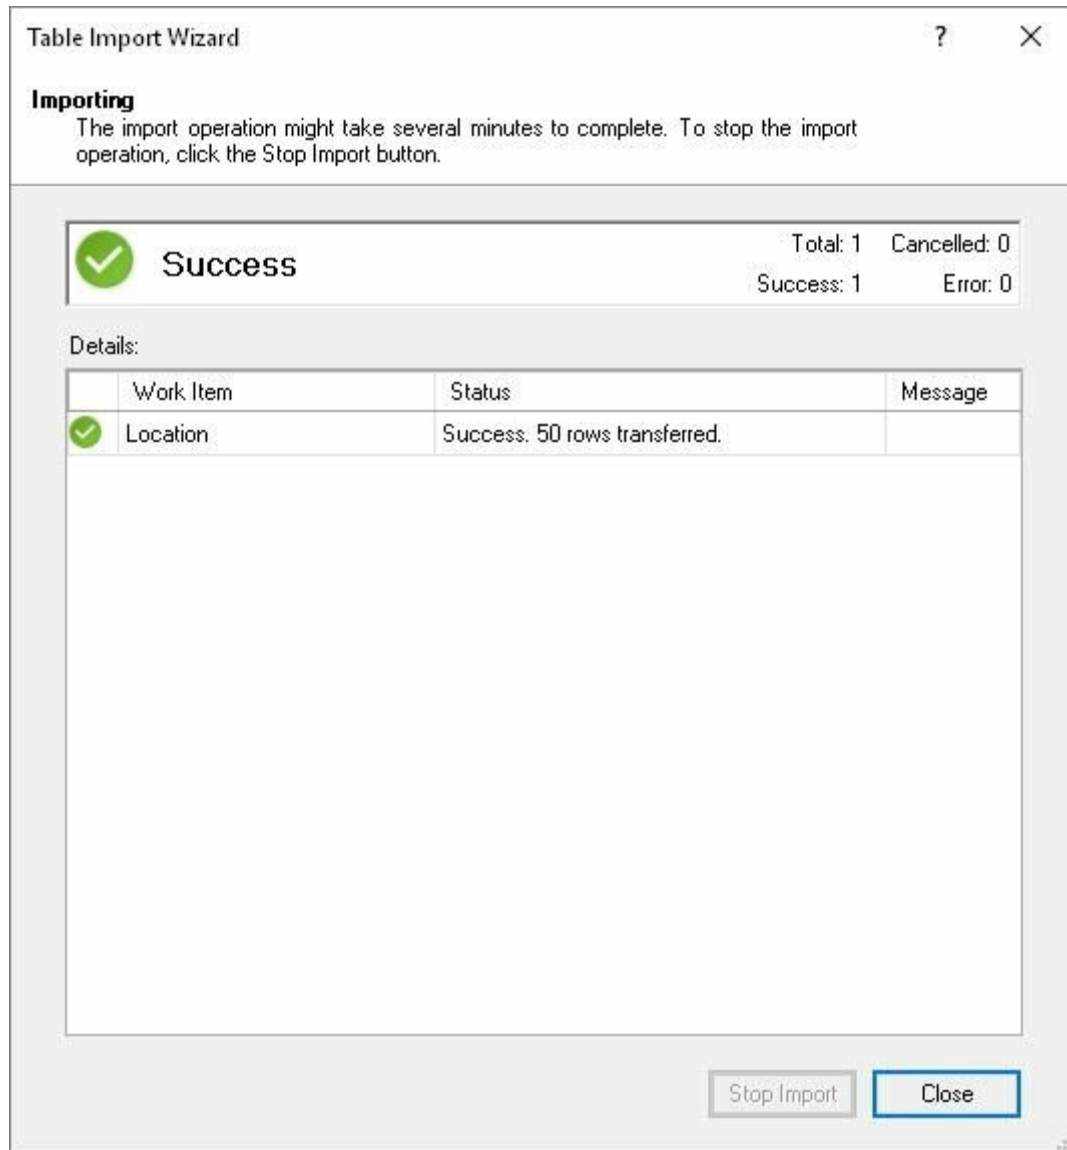 Table Import Wizard
?
Importing
The import operation might take several minutes to complete. To stop the import
operation, click the Stop Import button.
Success
Total: 1 Cancelled: 0
Success: 1 Error: 0
Details:
Work Item Status Message
Location Success. 50 rows transferred.
Stop Import Close